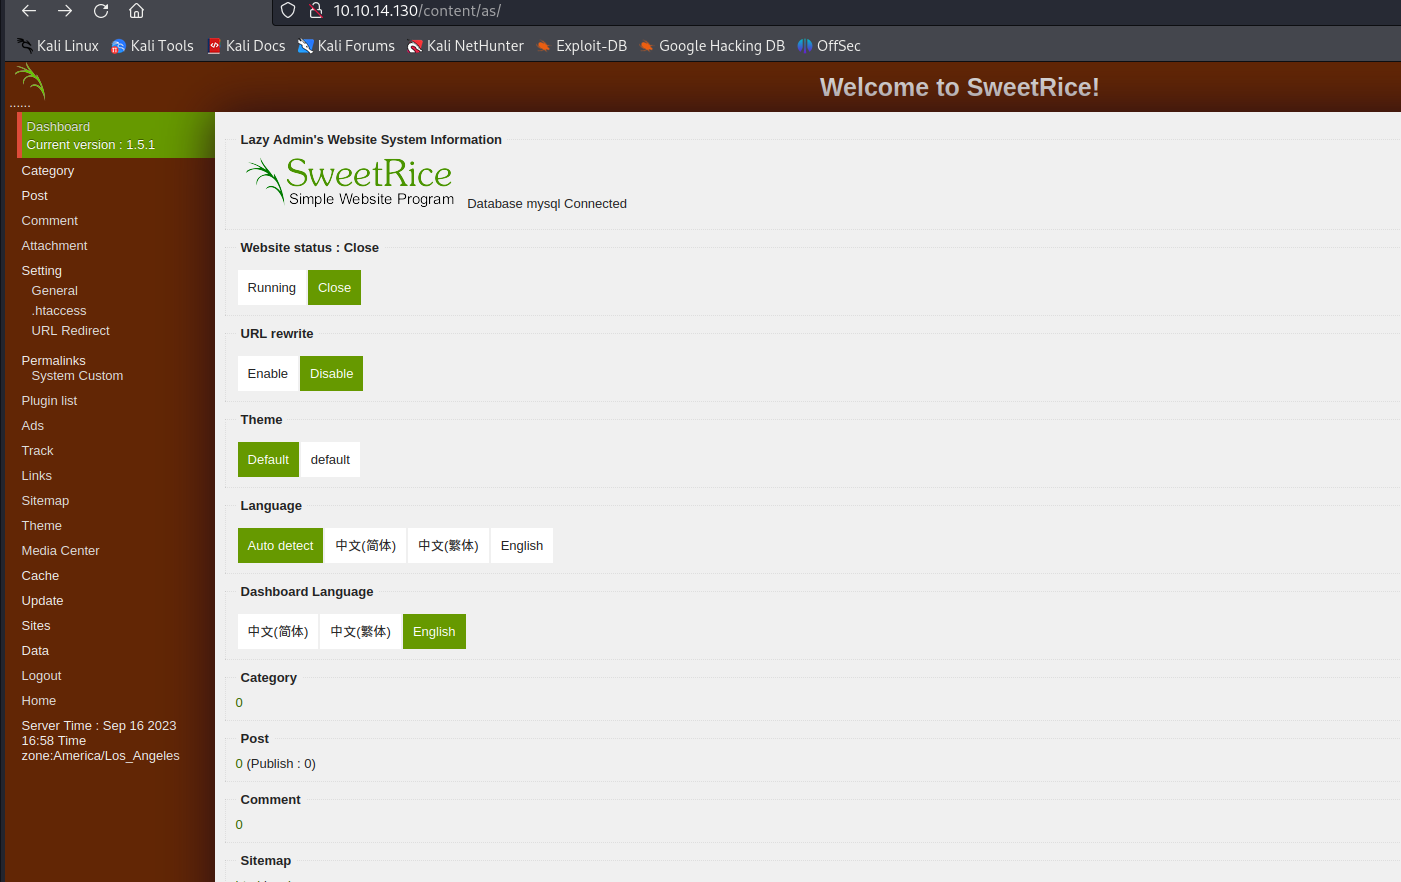 10.10.14.130/content/as/
Kali Linux Kali Tools Kali Docs Kali Forums Kali NetHunter Exploit-DB Google Hacking DB OffSec
......
Welcome to SweetRice!
Dashboard
Current version : 1.5.1
Category
Post
Comment
Attachment
Setting
General
.htaccess
URL Redirect
Permalinks
System Custom
Plugin list
Ads
Track
Links
Sitemap
Theme
Media Center
Cache
Update
Sites
Data
Logout
Home
Server Time : Sep 16 2023
16:58 Time
zone:America/Los_Angeles
Lazy Admin's Website System Information
SweetRice
Simple Website Program
Database mysql Connected
Website status : Close
Running Close
URL rewrite
Enable Disable
Theme
Default default
Language
Auto detect 中文(简体) 中文(繁体) English
Dashboard Language
中文(简体) 中文(繁体) English
Category
0
Post
0 (Publish : 0)
Comment
0
Sitemap